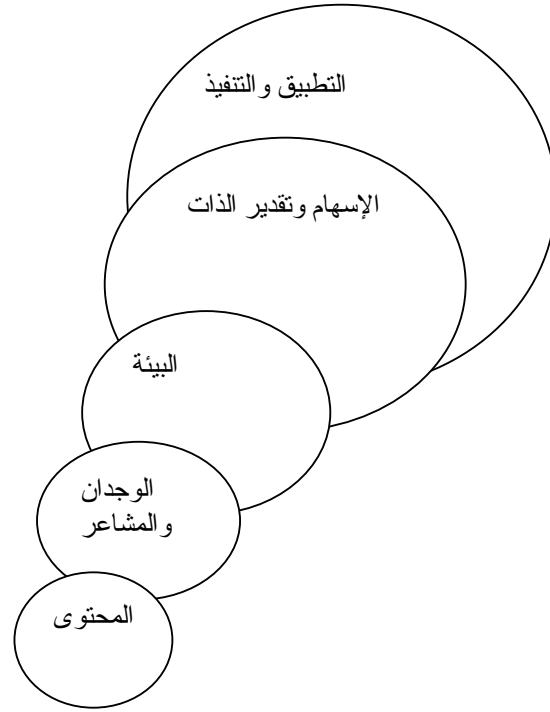 التطبيق والتنفيذ
الإسهام وتقدير الذات
البيئة
الوجدان
والمشاعر
المحتوى